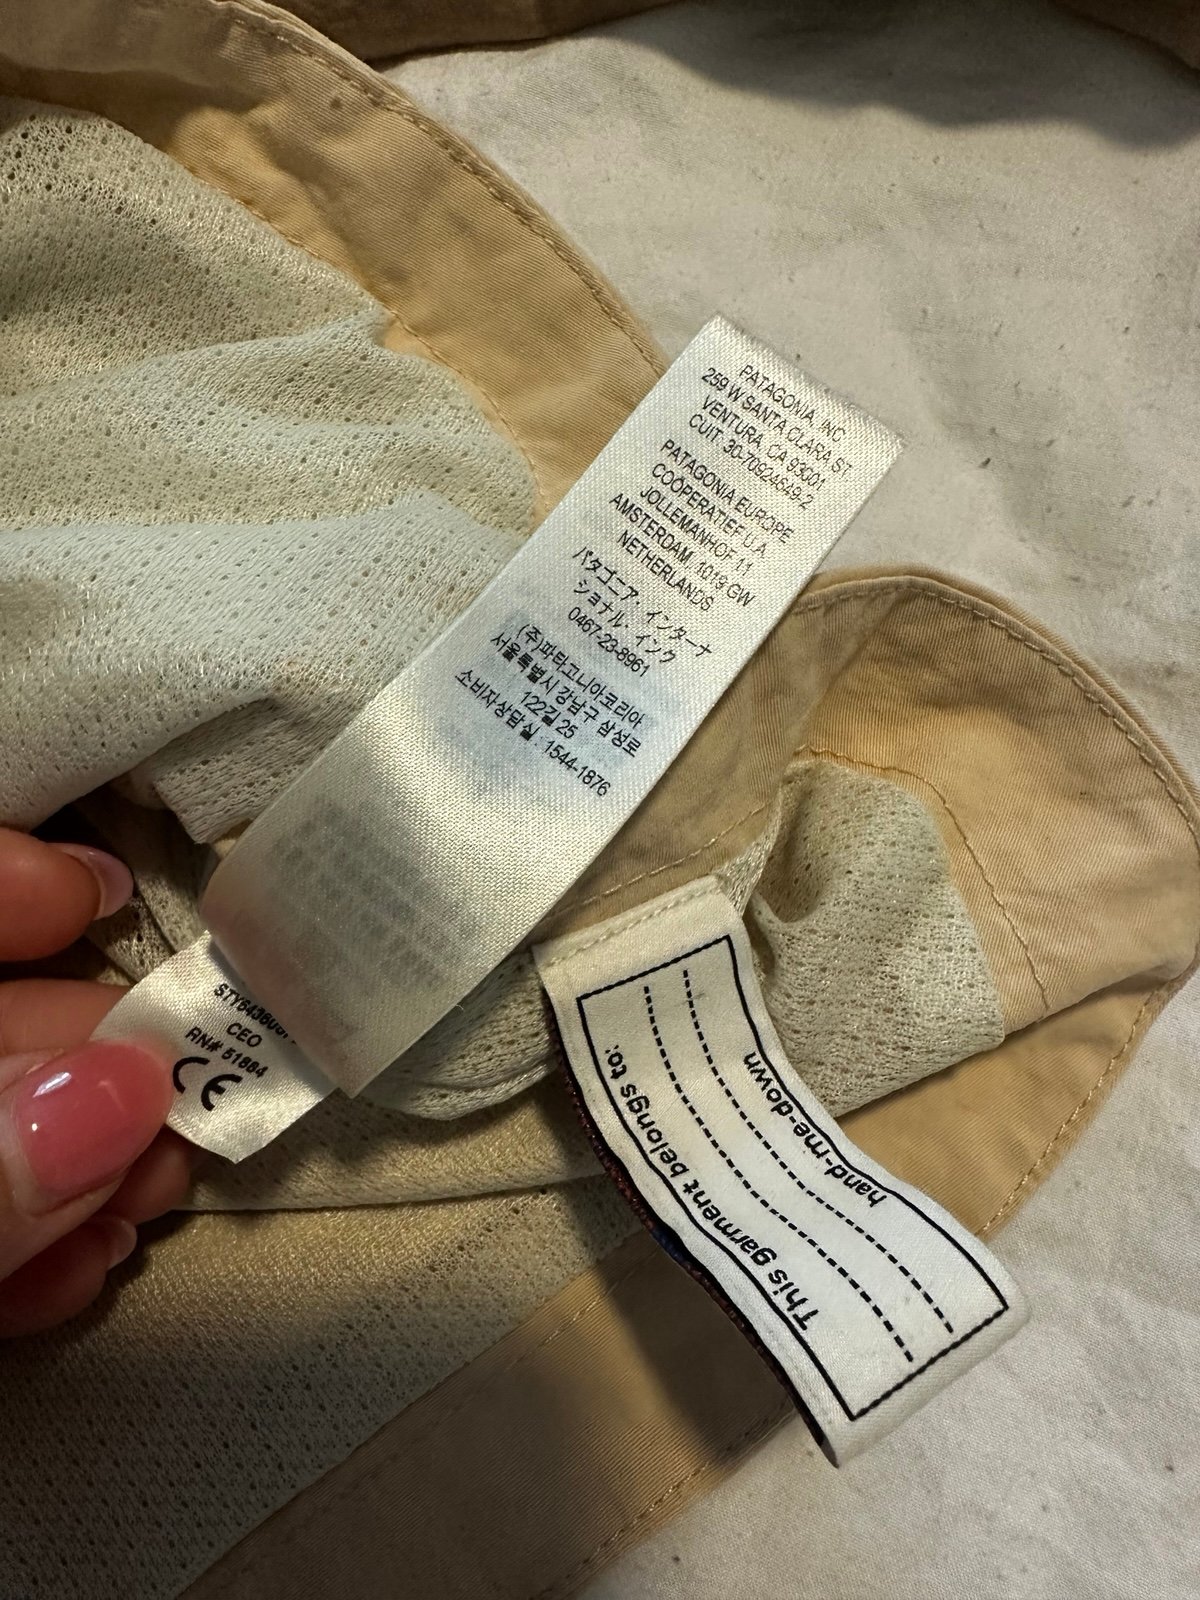 PATAGONIA, INC
259 W SANTA CLARA ST
VENTURA, CA 93001
CUIT 30-70924649-2
PATAGONIA EUROPE
COÖPERATIEF U.A
JOLLEMANHOF 11
AMSTERDAM, 1019 GW
NETHERLANDS
パタゴニア・インターナ
ショナル・インク
0467-23-8961
(주)파타고니아코리아
서울특별시 강남구 삼성로
122길 25
소비자상담실 : 1544-1876
CEO
RN# 51884
CE
This garment belongs to:
hand-me-down